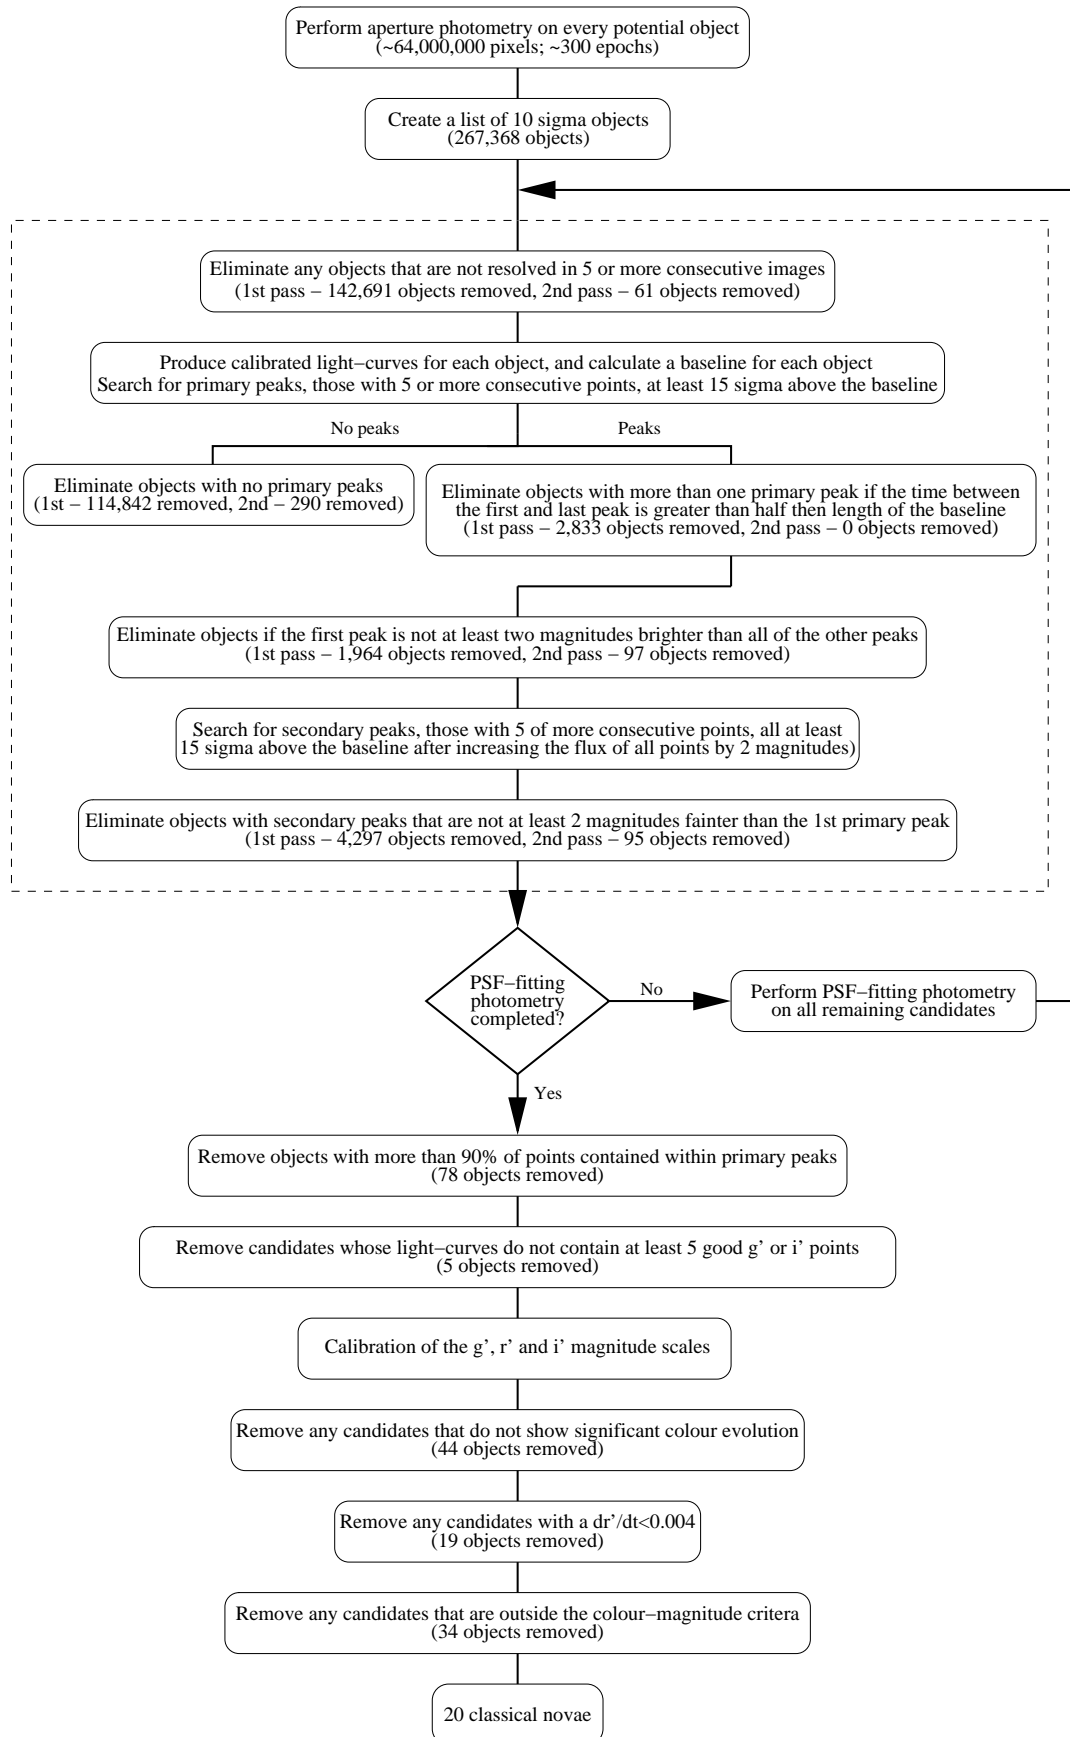 Perform aperture photometry on every potential object
(~64,000,000 pixels; ~300 epochs)
Create a list of 10 sigma objects
(267,368 objects)
Eliminate any objects that are not resolved in 5 or more consecutive images
(1st pass − 142,691 objects removed, 2nd pass − 61 objects removed)
Produce calibrated light−curves for each object, and calculate a baseline for each object
Search for primary peaks, those with 5 or more consecutive points, at least 15 sigma above the baseline
No peaks
Peaks
Eliminate objects with no primary peaks
(1st − 114,842 removed, 2nd − 290 removed)
Eliminate objects with more than one primary peak if the time between
the first and last peak is greater than half then length of the baseline
(1st pass − 2,833 objects removed, 2nd pass − 0 objects removed)
Eliminate objects if the first peak is not at least two magnitudes brighter than all of the other peaks
(1st pass − 1,964 objects removed, 2nd pass − 97 objects removed)
Search for secondary peaks, those with 5 of more consecutive points, all at least
15 sigma above the baseline after increasing the flux of all points by 2 magnitudes)
Eliminate objects with secondary peaks that are not at least 2 magnitudes fainter than the 1st primary peak
(1st pass − 4,297 objects removed, 2nd pass − 95 objects removed)
PSF−fitting
photometry
completed?
No
Perform PSF−fitting photometry
on all remaining candidates
Yes
Remove objects with more than 90% of points contained within primary peaks
(78 objects removed)
Remove candidates whose light−curves do not contain at least 5 good g’ or i’ points
(5 objects removed)
Calibration of the g’, r’ and i’ magnitude scales
Remove any candidates that do not show significant colour evolution
(44 objects removed)
Remove any candidates with a dr’/dt<0.004
(19 objects removed)
Remove any candidates that are outside the colour−magnitude critera
(34 objects removed)
20 classical novae